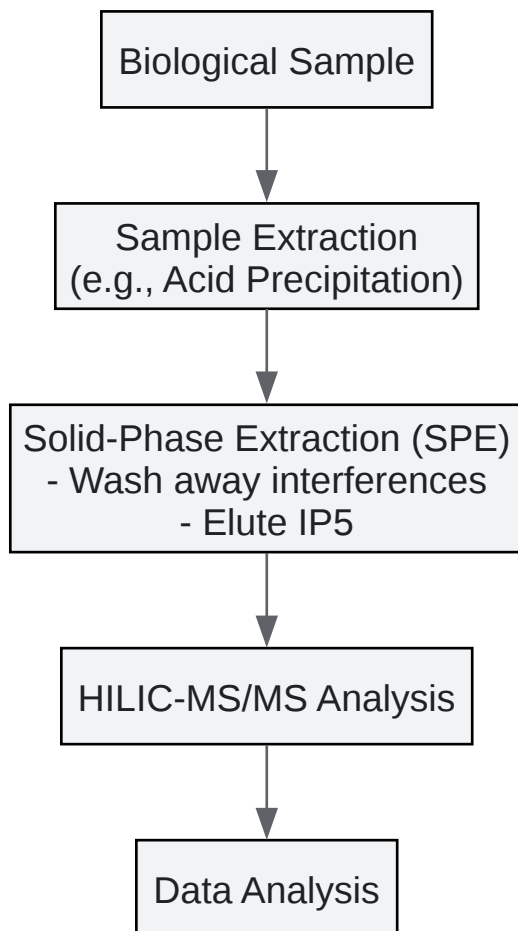 Biological Sample
Sample Extraction
(e.g., Acid Precipitation)
Solid-Phase Extraction (SPE)
- Wash away interferences
- Elute IP5
HILIC-MS/MS Analysis
Data Analysis